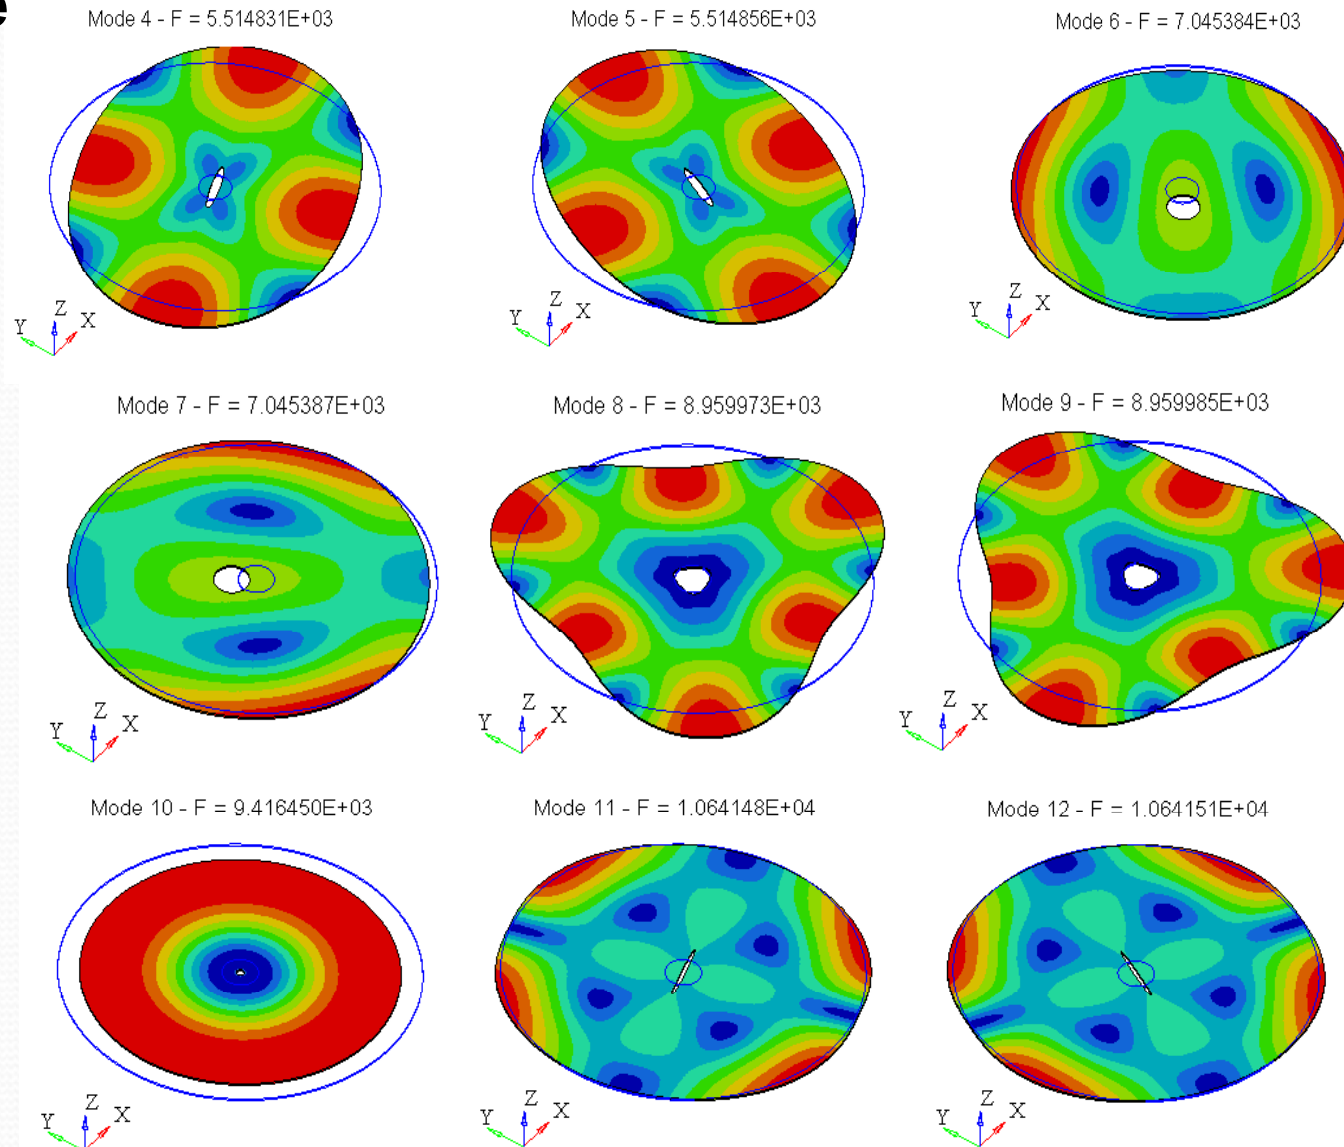 e
Mode 4 - F = 5.514831E+03
Mode 5 - F = 5.514856E+03
Mode 6 - F = 7.045384E+03
Z
Y
X
Z
Y
X
Z
Y
X
Mode 7 - F = 7.045387E+03
Mode 8 - F = 8.959973E+03
Mode 9 - F = 8.959985E+03
Z
Y
X
Z
Y
X
Z
Y
X
Mode 10 - F = 9.416450E+03
Mode 11 - F = 1.064148E+04
Mode 12 - F = 1.064151E+04
Z
Y
X
Z
Y
X
Z
Y
X